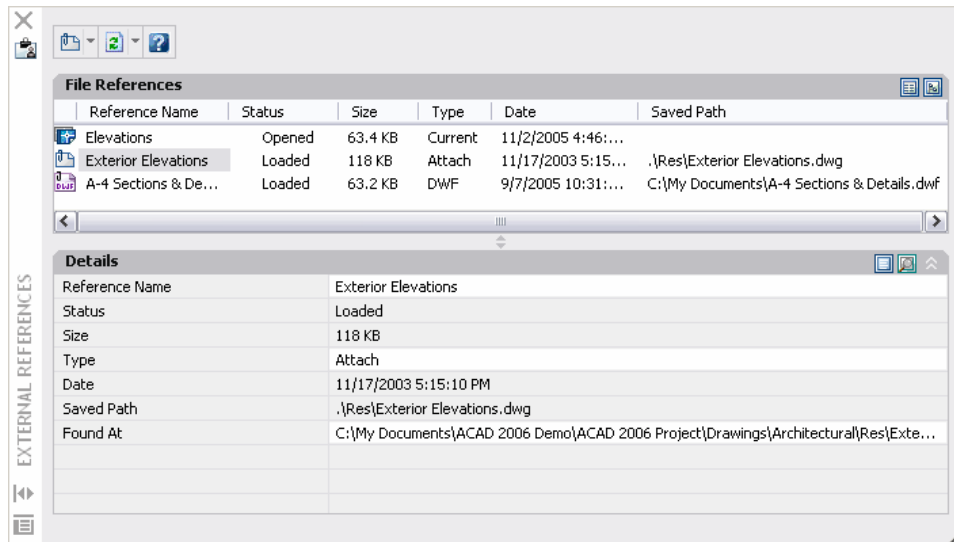 File References
Reference Name Status Size Type Date Saved Path
Elevations Opened 63.4 KB Current 11/2/2005 4:46:...
Exterior Elevations Loaded 118 KB Attach 11/17/2003 5:15... .\Res\Exterior Elevations.dwg
DWF A-4 Sections & De... Loaded 63.2 KB DWF 9/7/2005 10:31:... C:\My Documents\A-4 Sections & Details.dwf
Details
Reference Name Exterior Elevations
Status Loaded
Size 118 KB
Type Attach
Date 11/17/2003 5:15:10 PM
Saved Path .\Res\Exterior Elevations.dwg
Found At C:\My Documents\ACAD 2006 Demo\ACAD 2006 Project\Drawings\Architectural\Res\Exte...
EXTERNAL REFERENCES